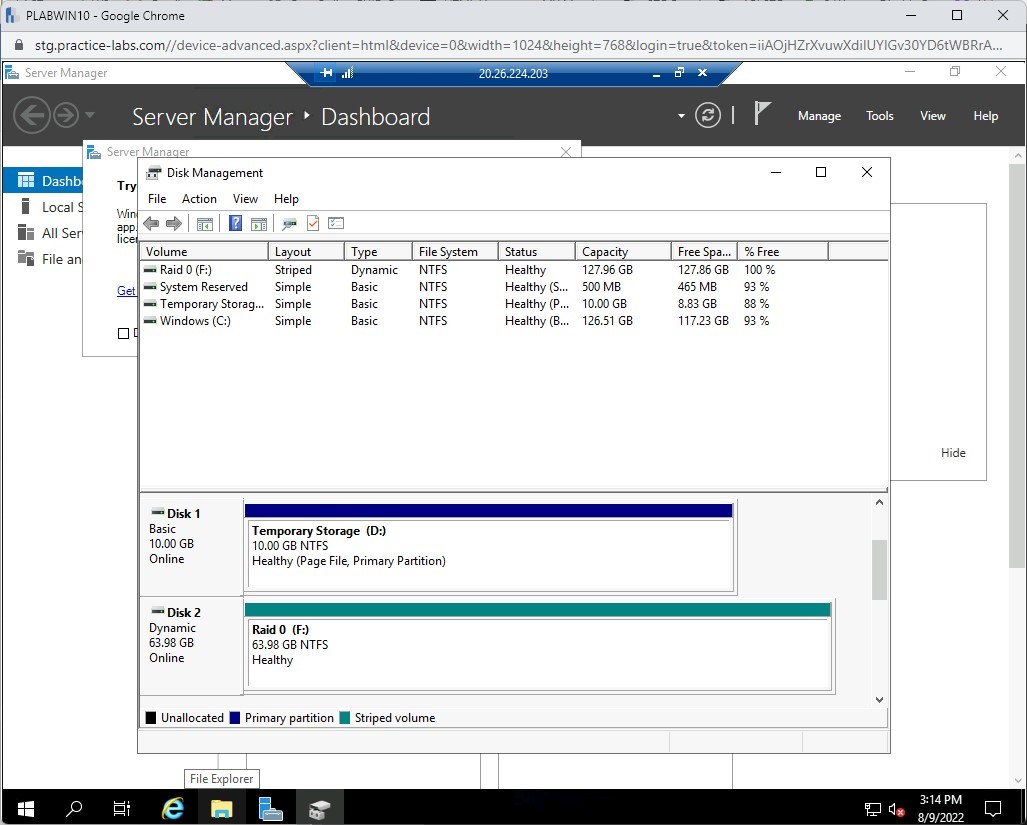 PLABWIN10 - Google Chrome
stg.practice-labs.com//device-advanced.aspx?client=html&device=0&width=1024&height=768&login=true&token=iiAOjHZrXvuwXdiIUYIGv30YD6tWBRrA...
Server Manager
20.26.224.203
Server Manager Dashboard
Manage Tools View Help
Server Manager
Dashb
Local S
All Ser
File an
Try
Win
app.
licen
Get
Disk Management
File Action View Help
Volume Layout Type File System Status Capacity Free Spa... % Free
Raid 0 (F:) Striped Dynamic NTFS Healthy 127.96 GB 127.86 GB 100 %
System Reserved Simple Basic NTFS Healthy (S... 500 MB 465 MB 93 %
Temporary Storag... Simple Basic NTFS Healthy (P... 10.00 GB 8.83 GB 88 %
Windows (C:) Simple Basic NTFS Healthy (B... 126.51 GB 117.23 GB 93 %
Hide
Disk 1
Basic
10.00 GB
Online
Temporary Storage (D:)
10.00 GB NTFS
Healthy (Page File, Primary Partition)
Disk 2
Dynamic
63.98 GB
Online
Raid 0 (F:)
63.98 GB NTFS
Healthy
Unallocated Primary partition Striped volume
File Explorer
3:14 PM
8/9/2022